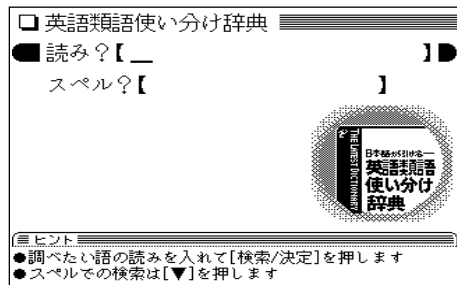 英語類語使い分け辞典
読み?【 】
スペル?【 】
THE LATEST DICTIONARY
日本語から引ける―
英語類語
使い分け
辞典
ヒント
●調べたい語の読みを入れて[検索/決定]を押します
●スペルでの検索は[▼]を押します